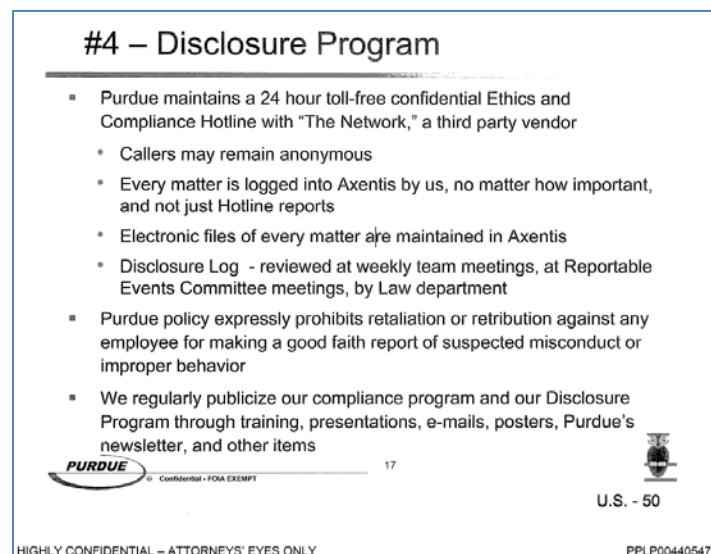 #4 – Disclosure Program
▪ Purdue maintains a 24 hour toll-free confidential Ethics and
Compliance Hotline with “The Network,” a third party vendor
• Callers may remain anonymous
• Every matter is logged into Axentis by us, no matter how important,
and not just Hotline reports
• Electronic files of every matter are maintained in Axentis
• Disclosure Log - reviewed at weekly team meetings, at Reportable
Events Committee meetings, by Law department
▪ Purdue policy expressly prohibits retaliation or retribution against any
employee for making a good faith report of suspected misconduct or
improper behavior
▪ We regularly publicize our compliance program and our Disclosure
Program through training, presentations, e-mails, posters, Purdue’s
newsletter, and other items
PURDUE
® Confidential • FOIA EXEMPT
17
U.S. - 50
HIGHLY CONFIDENTIAL – ATTORNEYS' EYES ONLY
PPLP00440547